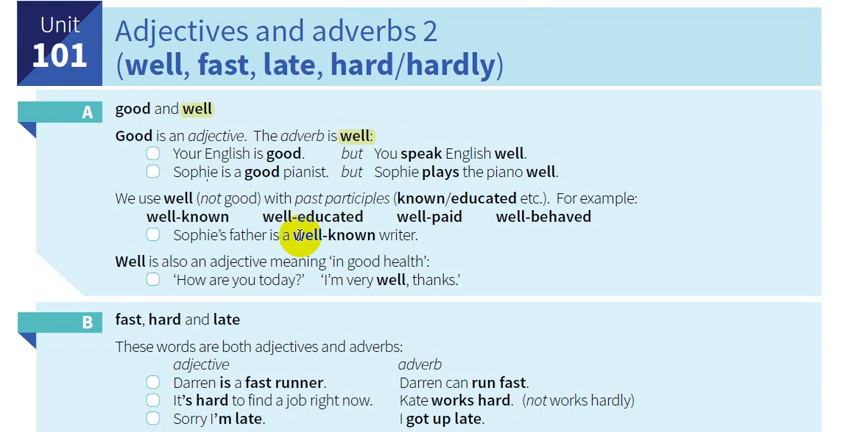 Unit
101
Adjectives and adverbs 2
(well, fast, late, hard/hardly)
A
good and well
Good is an adjective. The adverb is well:
Your English is good. but You speak English well.
Sophie is a good pianist. but Sophie plays the piano well.
We use well (not good) with past participles (known/educated etc.). For example:
well-known well-educated well-paid well-behaved
Sophie's father is a well-known writer.
Well is also an adjective meaning 'in good health':
'How are you today?' 'I'm very well, thanks.'
B
fast, hard and late
These words are both adjectives and adverbs:
adjective adverb
Darren is a fast runner. Darren can run fast.
It's hard to find a job right now. Kate works hard. (not works hardly)
Sorry I'm late. I got up late.